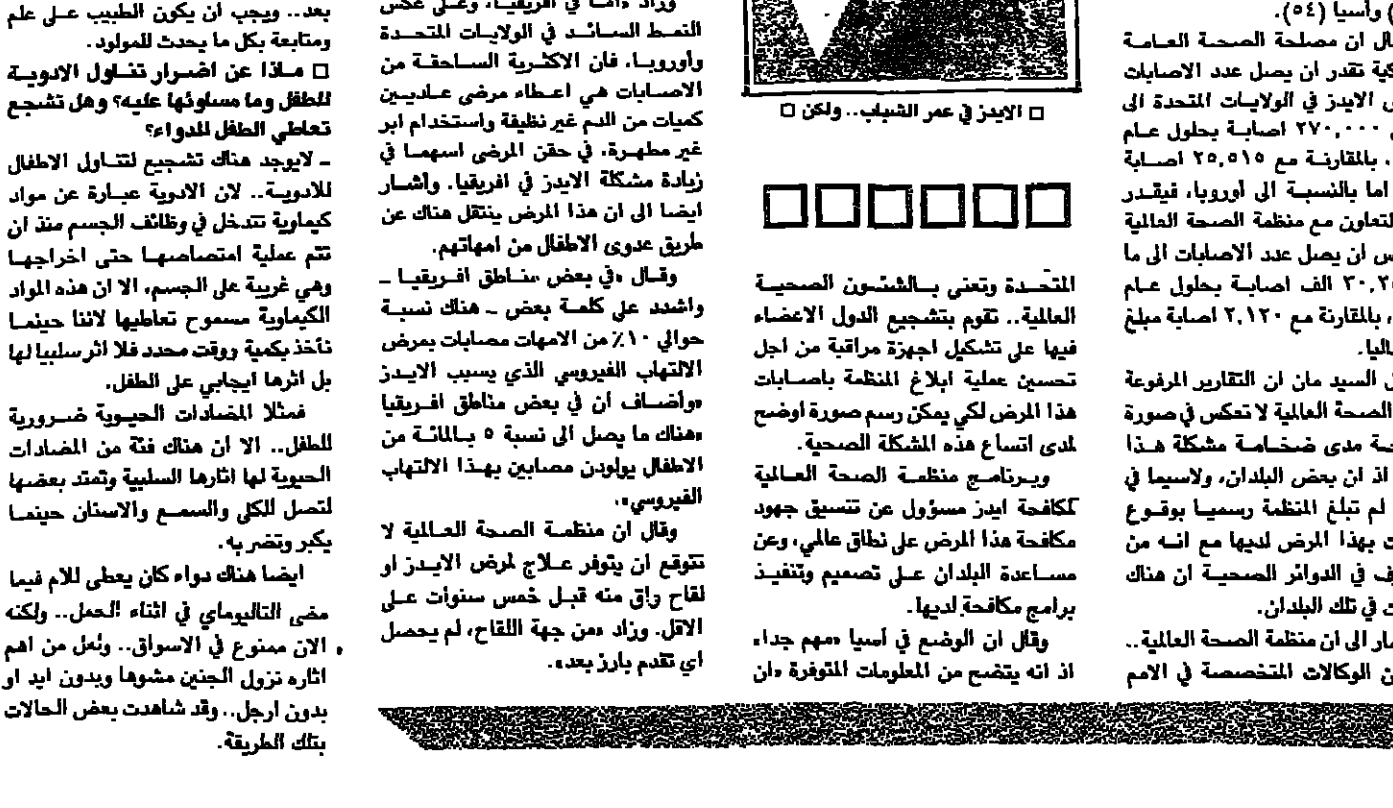 ) وآسيا (٥٤).
ال ان مصلحة الصحة العامة
كية تقدر ان يصل عدد الاصابات
الايدز في الولايات المتحدة الى
٢٧٠,٠٠٠ اصابة بحلول عام
، بالمقارنة مع ٢٥,٥١٥ اصابة
اما بالنسبة الى أوروبا، فيقدر
لتعاون مع منظمة الصحة العالمية
ان يصل عدد الاصابات الى ما
الف اصابة بحلول عام
، بالمقارنة مع ٢,١٢٠ اصابة مبلغ
اليا.
السيد مان ان التقارير المرفوعة
الصحة العالمية لا تعكس في صورة
مدى ضخامة مشكلة هذا
اذ ان بعض البلدان، ولاسيما في
لم تبلغ المنظمة رسميا بوقوع
ت بهذا المرض لديها مع انه من
ف في الدوائر الصحية ان هناك
ت في تلك البلدان.
ار الى ان منظمة الصحة العالمية..
ن الوكالات المتخصصة في الامم
□ الايدز في عمر الشباب.. ولكن □
المتحدة وتعني بالشئون الصحية
العالمية.. تقوم بتشجيع الدول الاعضاء
فيها على تشكيل اجهزة مراقبة من اجل
تحسين عملية ابلاغ المنظمة باصابات
هذا المرض لكي يمكن رسم صورة اوضح
لمدى اتساع هذه المشكلة الصحية.
وبرنامج منظمة الصحة العالمية
لمكافحة ايدز مسؤول عن تنسيق جهود
مكافحة هذا المرض على نطاق عالمي، وعن
مساعدة البلدان على تصميم وتنفيذ
برامج مكافحة لديها.
وقال ان الوضع في آسيا «مهم جدا»
اذ انه يتضح من المعلومات المتوفرة «ان
وزاد «اما في افريقيا، وعلى عكس
النمط السائد في الولايات المتحدة
وأوروبا، فان الاكثرية الساحقة من
الاصابات هي اعطاء مرضى عاديين
كميات من الدم غير نظيفة واستخدام ابر
غير مطهرة، في حقن المرضى اسهما في
زيادة مشكلة الايدز في افريقيا. وأشار
ايضا الى ان هذا المرض ينتقل هناك عن
طريق عدوى الاطفال من امهاتهم.
وقال «في بعض مناطق افريقيا ـ
واشدد على كلمة بعض ـ هناك نسبة
حوالي ١٠٪ من الامهات مصابات بمرض
الالتهاب الفيروسي الذي يسبب الايدز
«وأضاف أن في بعض مناطق افريقيا
«هناك ما يصل الى نسبة ٥ بالمائة من
الاطفال يولودن مصابين بهذا الالتهاب
الفيروسي».
وقال ان منظمة الصحة العالمية لا
تتوقع ان يتوفر علاج لمرض الايدز او
لقاح واق منه قبل خمس سنوات على
الاقل. وزاد «من جهة اللقاح، لم يحصل
اي تقدم بارز بعد».
بعد.. ويجب ان يكون الطبيب على علم
ومتابعة بكل ما يحدث للمولود.
□ ماذا عن اضرار تناول الادوية
للطفل وما مساوئها عليه؟ وهل تشجع
تعاطي الطفل للدواء؟
ـ لايوجد هناك تشجيع لتناول الاطفال
للادوية.. لان الادوية عبارة عن مواد
كيماوية تتدخل في وظائف الجسم منذ ان
تتم عملية امتصاصها حتى اخراجها
وهي غريبة على الجسم، الا ان هذه المواد
الكيماوية مسموح تعاطيها لاننا حينما
نأخذ بكمية ووقت محدد فلا اثر سلبيا لها
بل اثرها ايجابي على الطفل.
فمثلا المضادات الحيوية ضرورية
للطفل.. الا ان هناك فئة من المضادات
الحيوية لها اثارها السلبية وتمتد بعضها
لتصل للكلى والسمع والاسنان حينما
يكبر وتضر به.
ايضا هناك دواء كان يعطى للام فيما
مضى التاليوماي في اثناء الحمل.. ولكنه
الان ممنوع في الاسواق.. ولعل من اهم
اثاره نزول الجنين مشوها وبدون ايد او
بدون ارجل.. وقد شاهدت بعض الحالات
بتلك الطريقة.